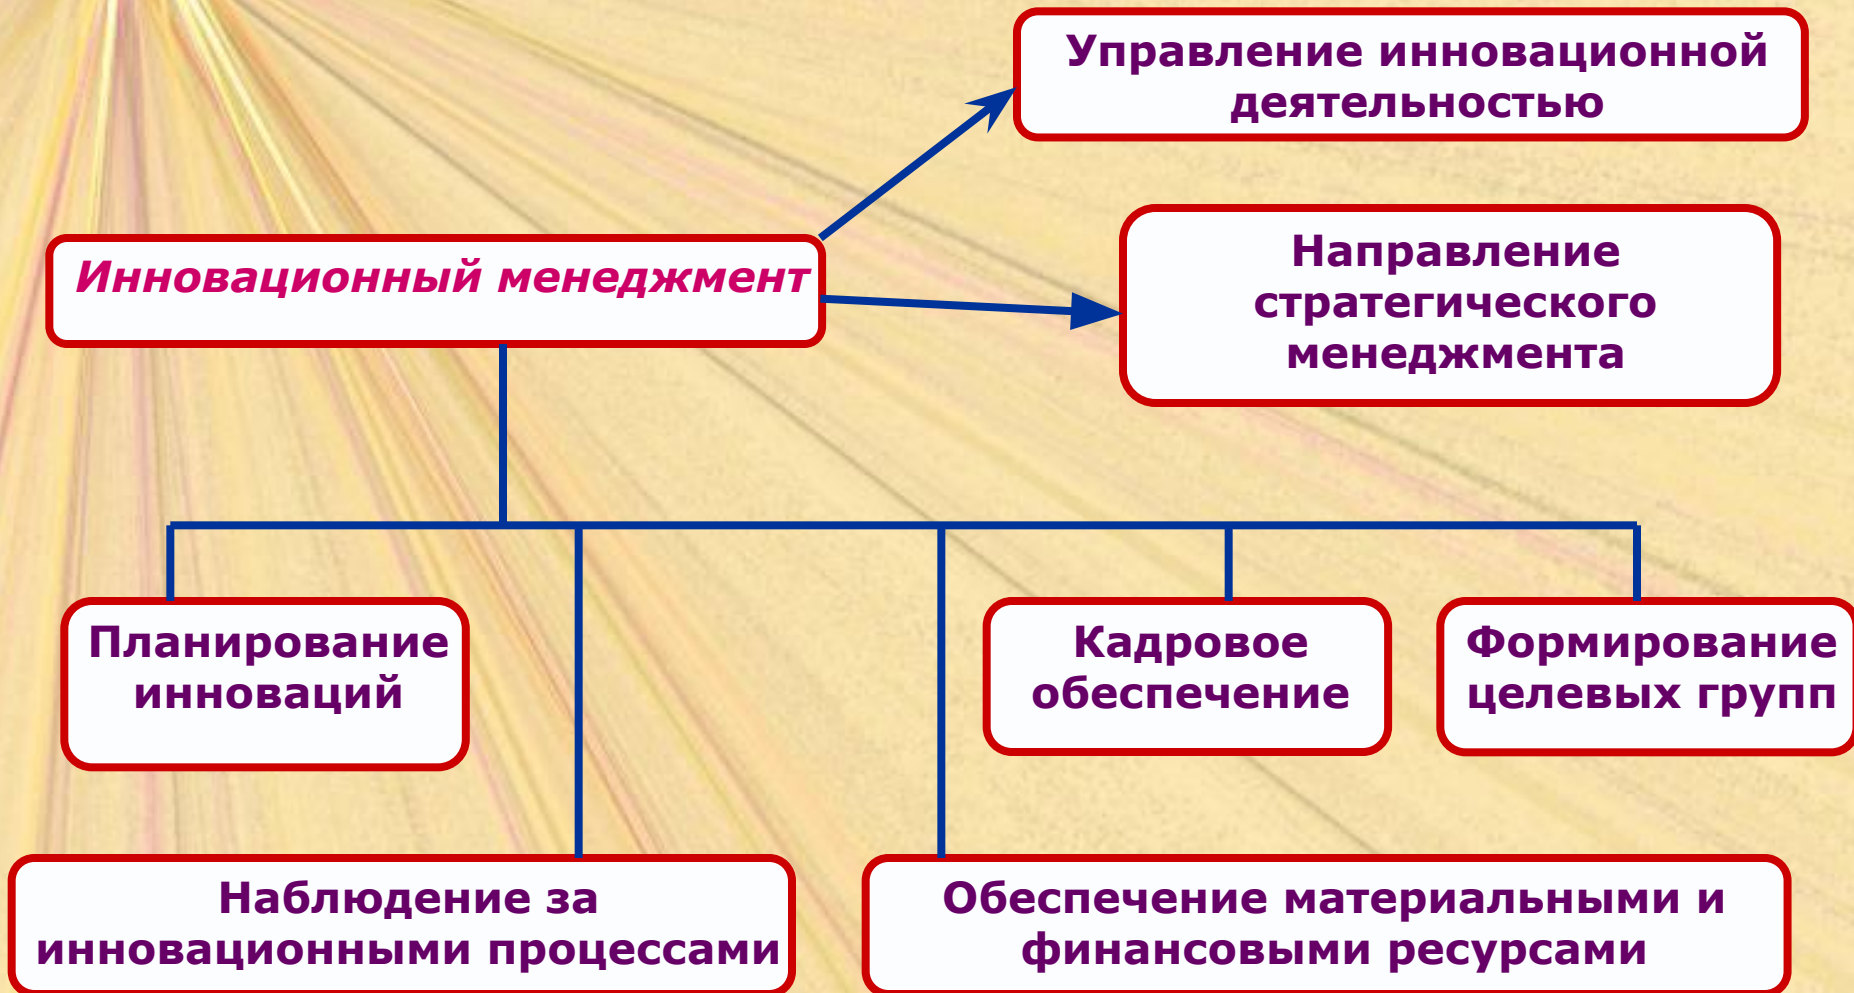 Управление инновационной
деятельностью
Инновационный менеджмент
Направление
стратегического
менеджмента
Планирование
инноваций
Кадровое
обеспечение
Формирование
целевых групп
Наблюдение за
инновационными процессами
Обеспечение материальными и
финансовыми ресурсами